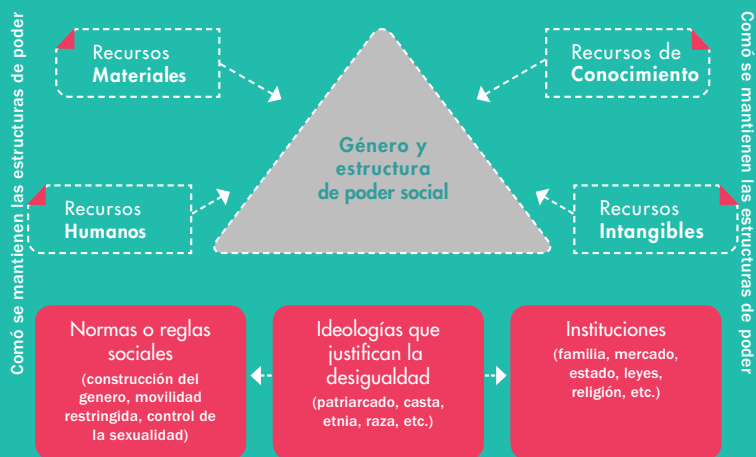 Comó se mantienen las estructuras de poder
Recursos
Materiales
Recursos de
Conocimiento
Género y
estructura
de poder social
Recursos
Humanos
Recursos
Intangibles
Comó se mantienen las estructuras de poder
Normas o reglas
sociales
(construcción del
genero, movilidad
restringida, control de
la sexualidad)
Ideologías que
justifican la
desigualdad
(patriarcado, casta,
etnia, raza, etc.)
Instituciones
(familia, mercado,
estado, leyes,
religión, etc.)